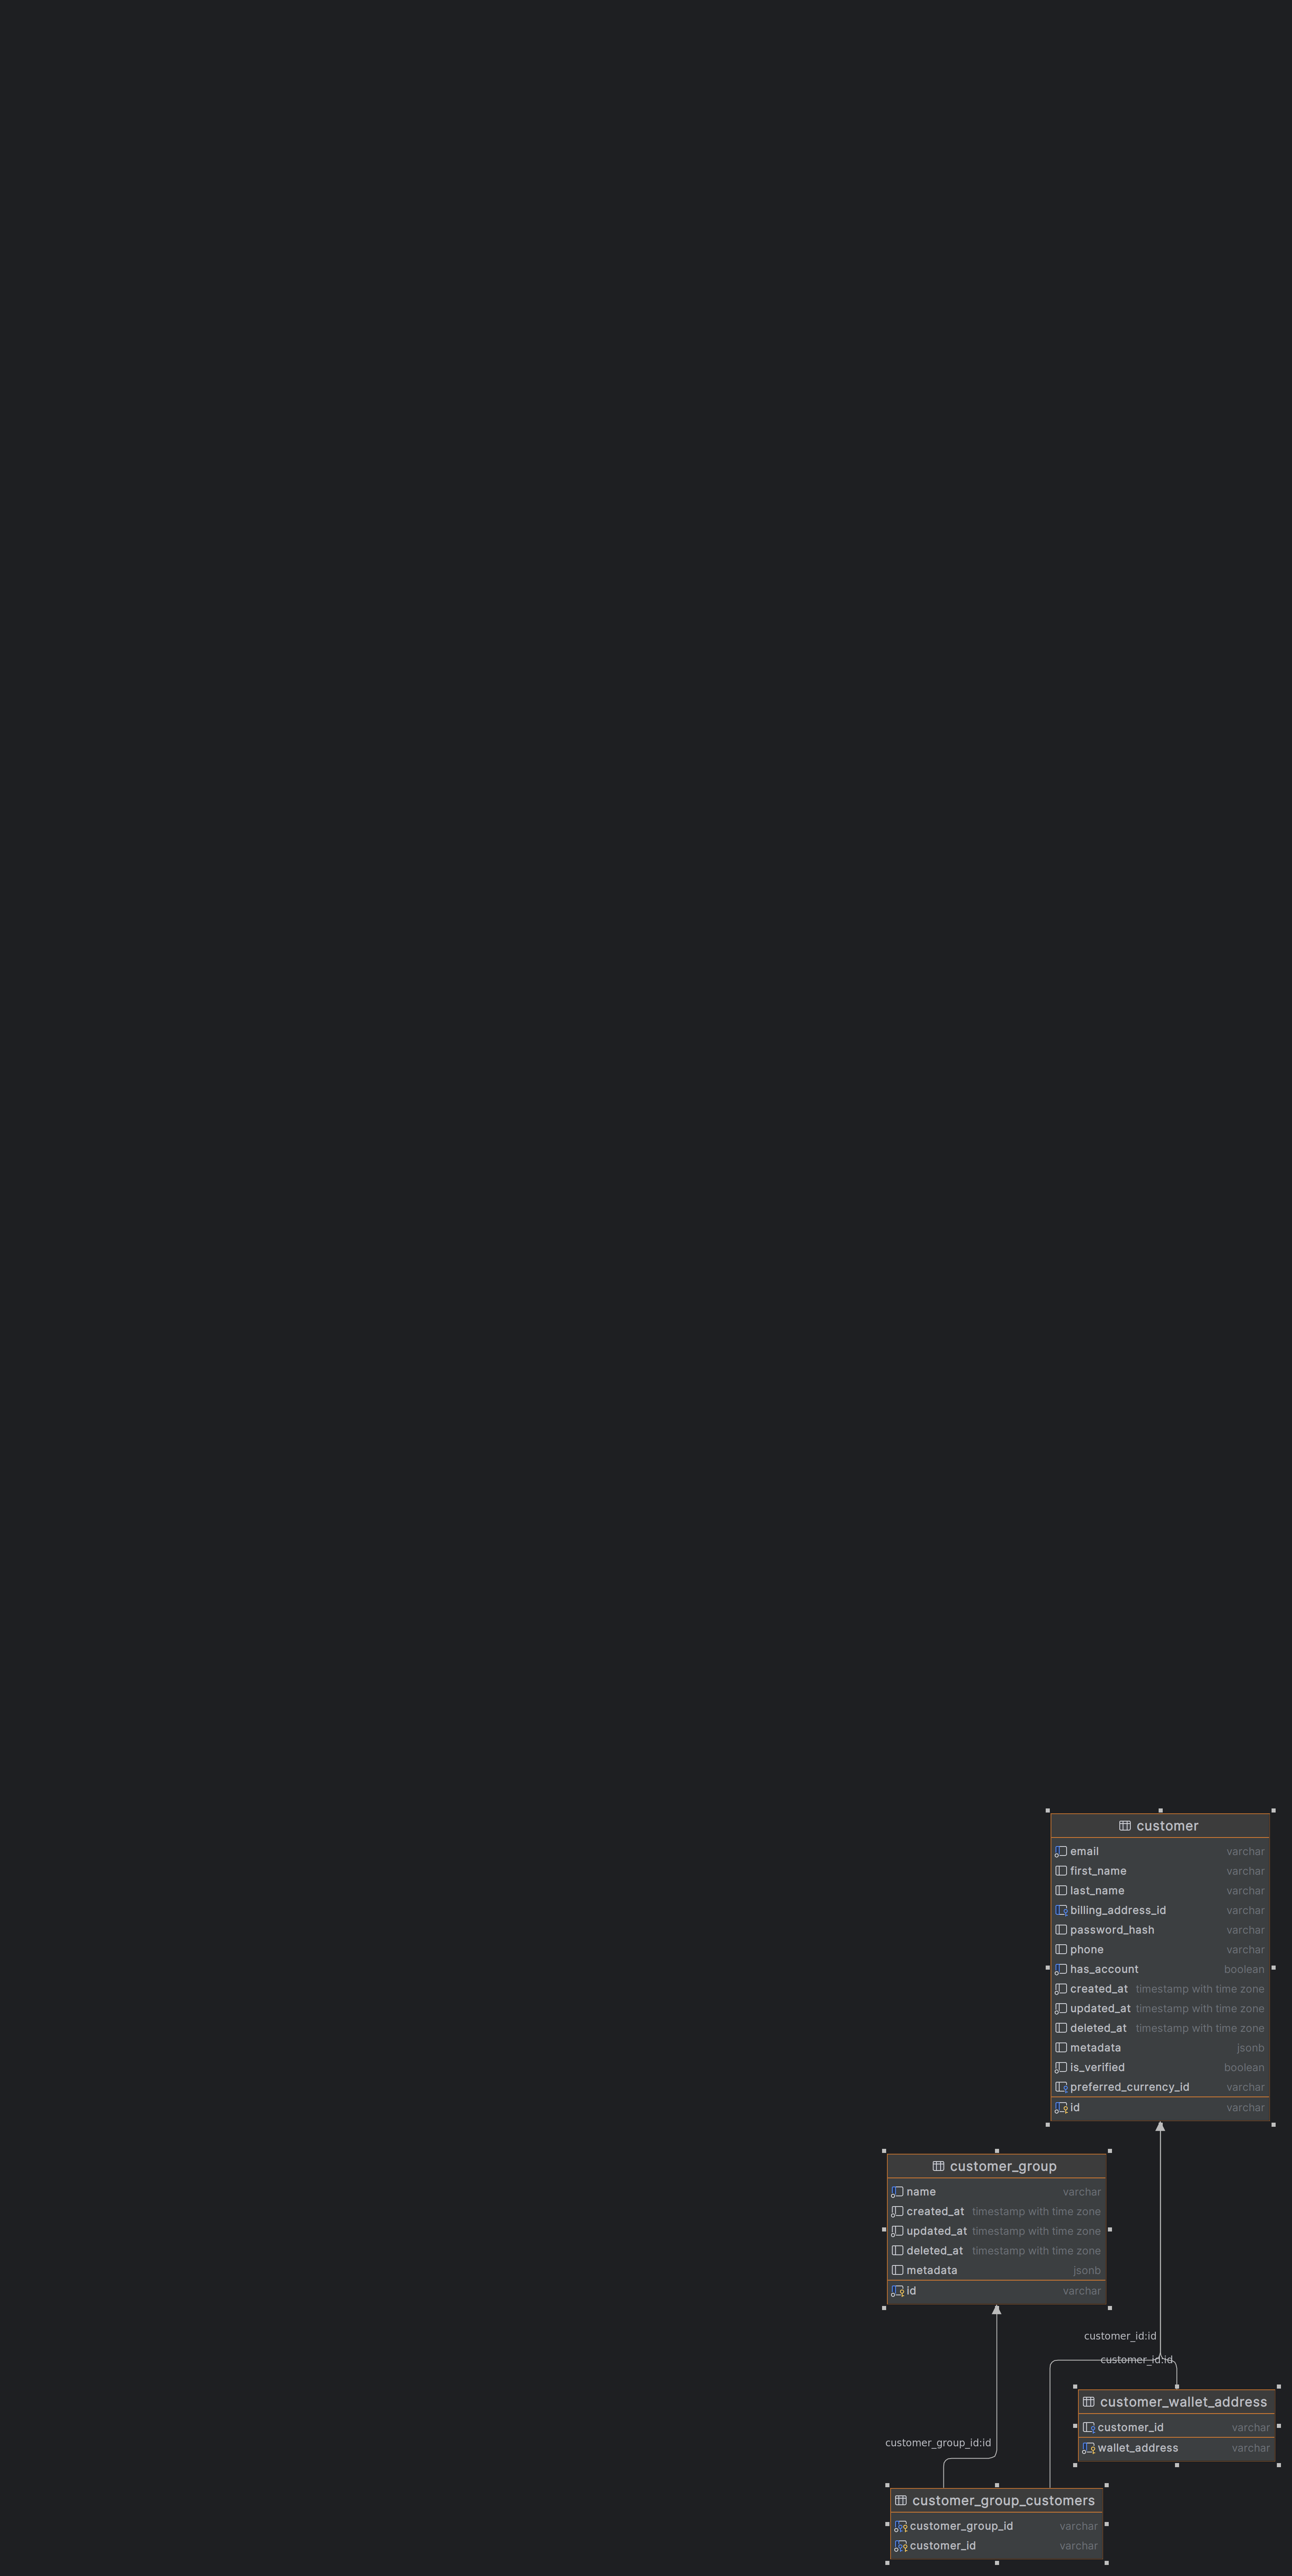 customer
email varchar
first_name varchar
last_name varchar
billing_address_id varchar
password_hash varchar
phone varchar
has_account boolean
created_at timestamp with time zone
updated_at timestamp with time zone
deleted_at timestamp with time zone
metadata jsonb
is_verified boolean
preferred_currency_id varchar
id varchar
customer_group
name varchar
created_at timestamp with time zone
updated_at timestamp with time zone
deleted_at timestamp with time zone
metadata jsonb
id varchar
customer_id:id
customer_id:id
customer_wallet_address
customer_id varchar
wallet_address varchar
customer_group_id:id
customer_group_customers
customer_group_id varchar
customer_id varchar